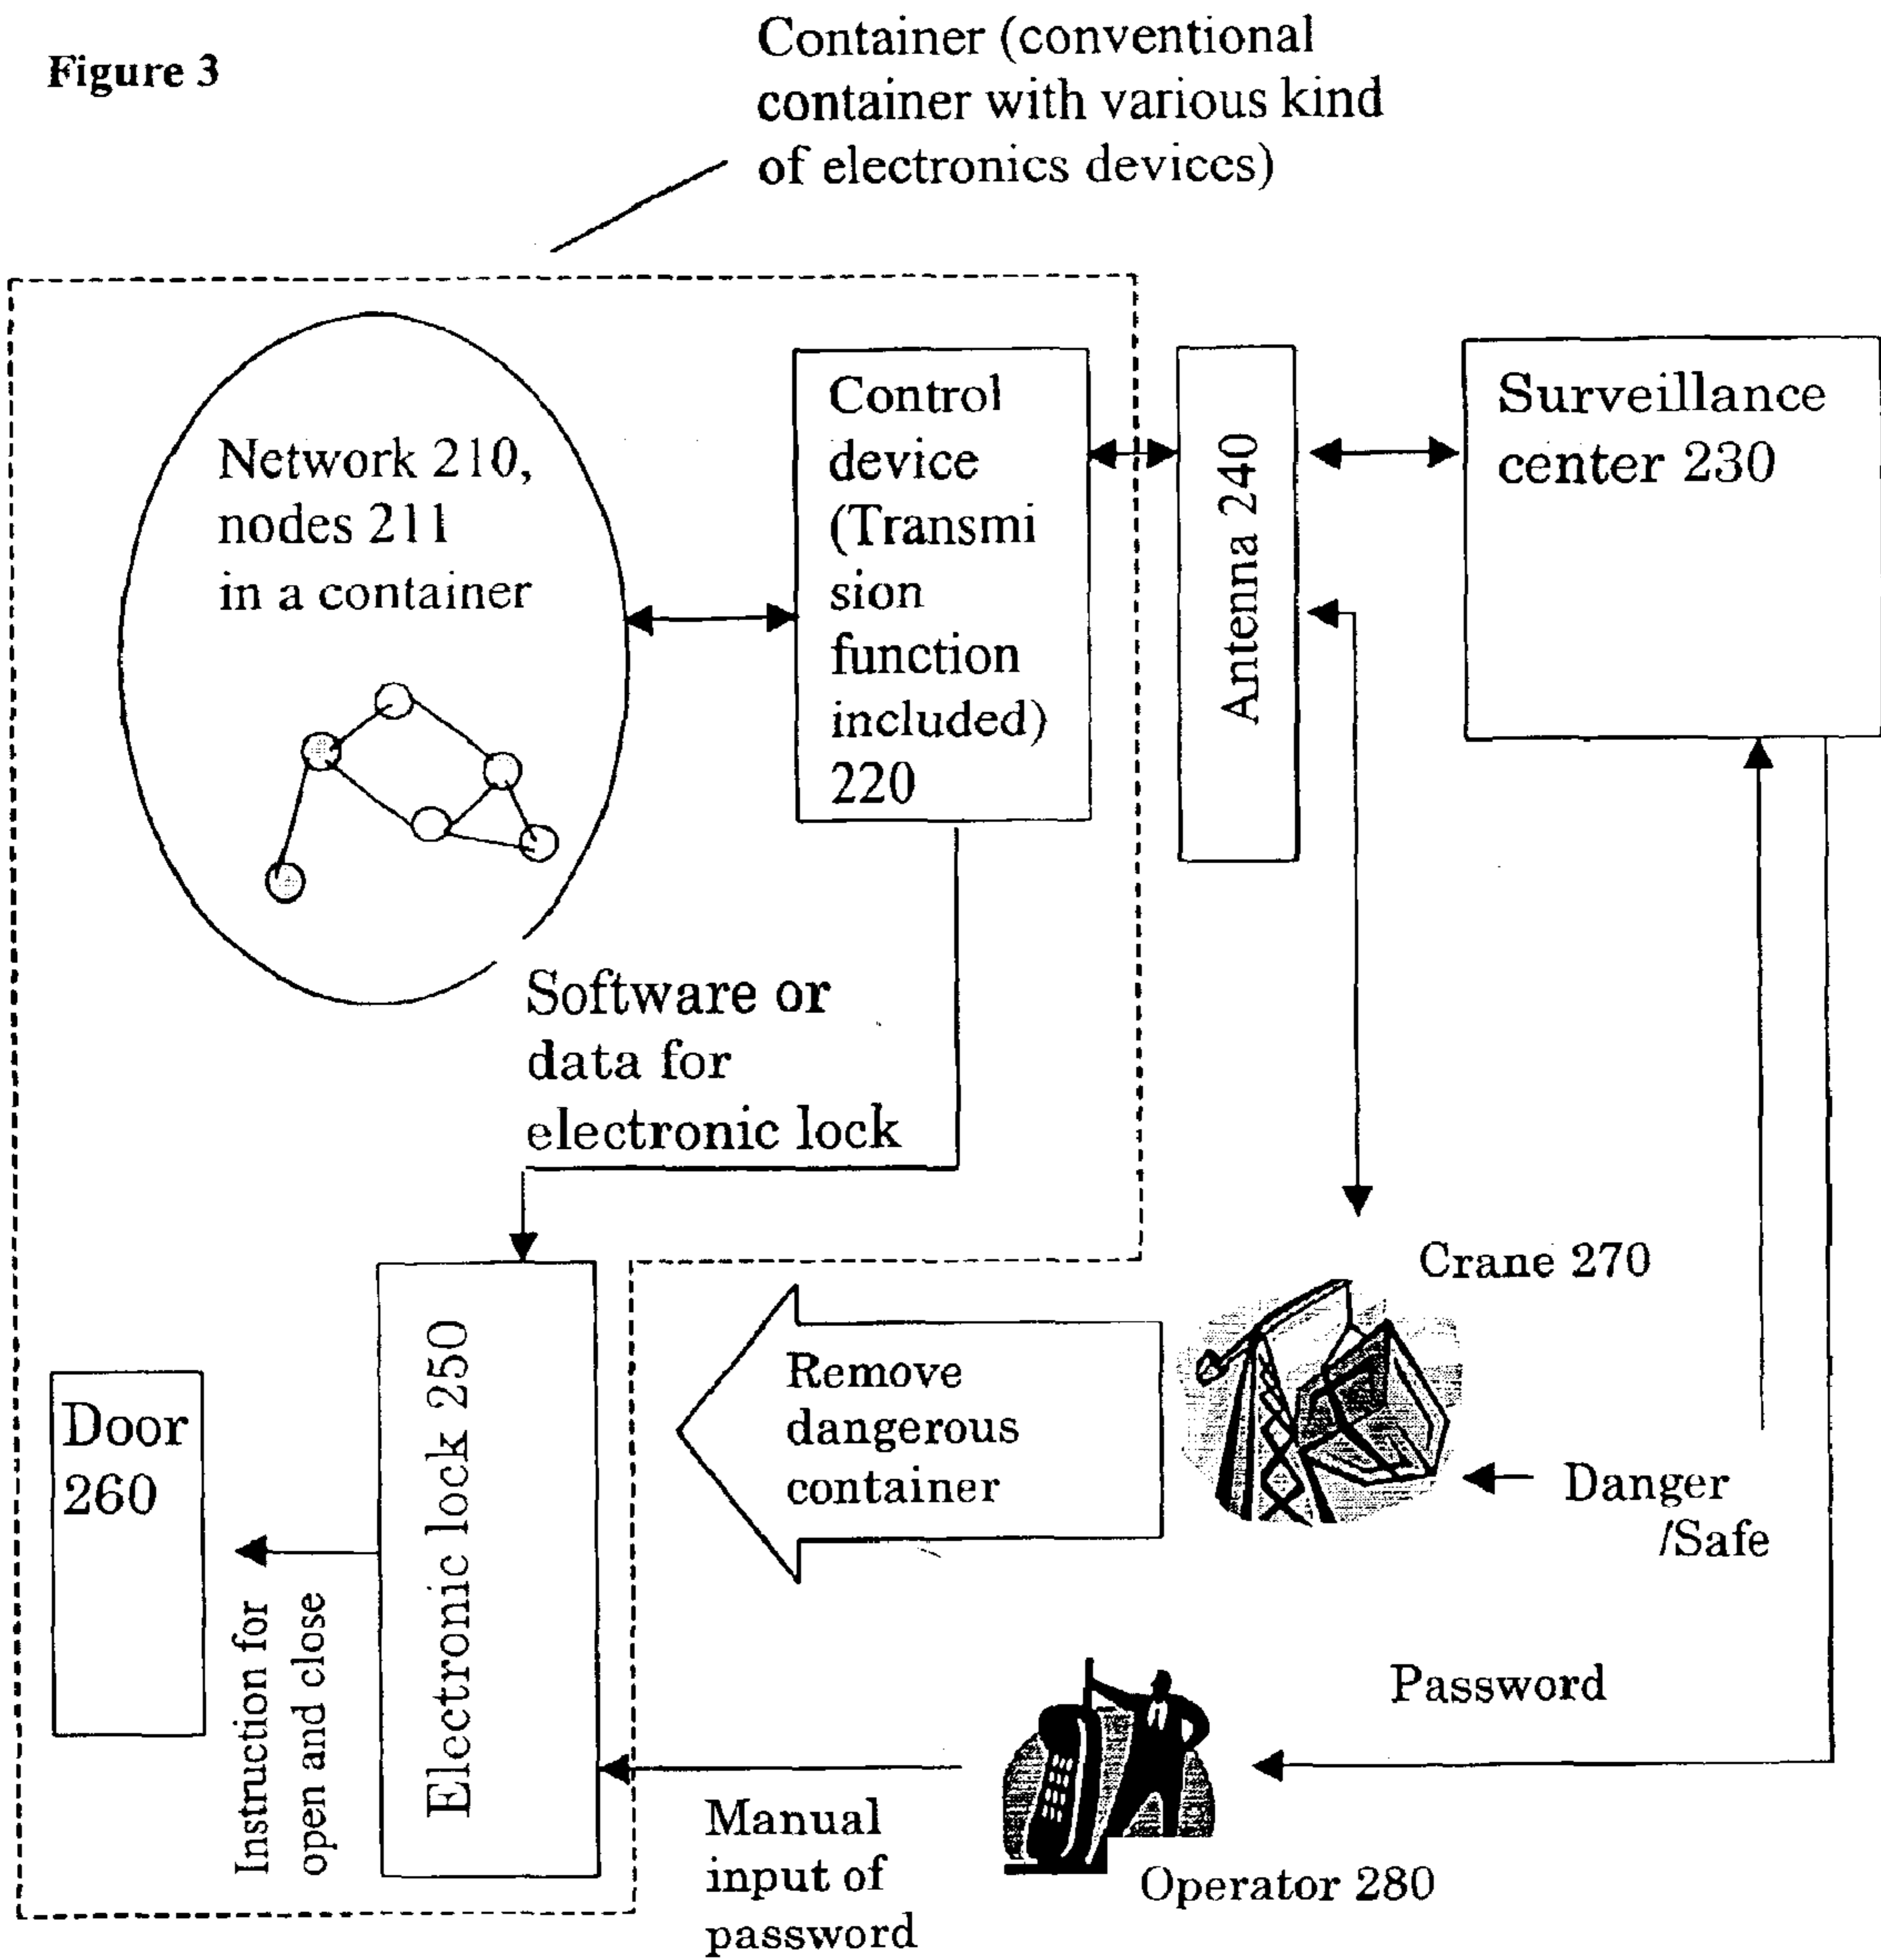 Figure 3
Container (conventional
container with various kind
of electronics devices)
Network 210,
nodes 211
in a container
Control
device
(Transmi
sion
function
included)
220
Antenna 240
Surveillance
center 230
Software or
data for
electronic lock
Crane 270
Door
260
Instruction for
open and close
Electronic lock 250
Remove
dangerous
container
Danger
/Safe
Password
Manual
input of
password
Operator 280